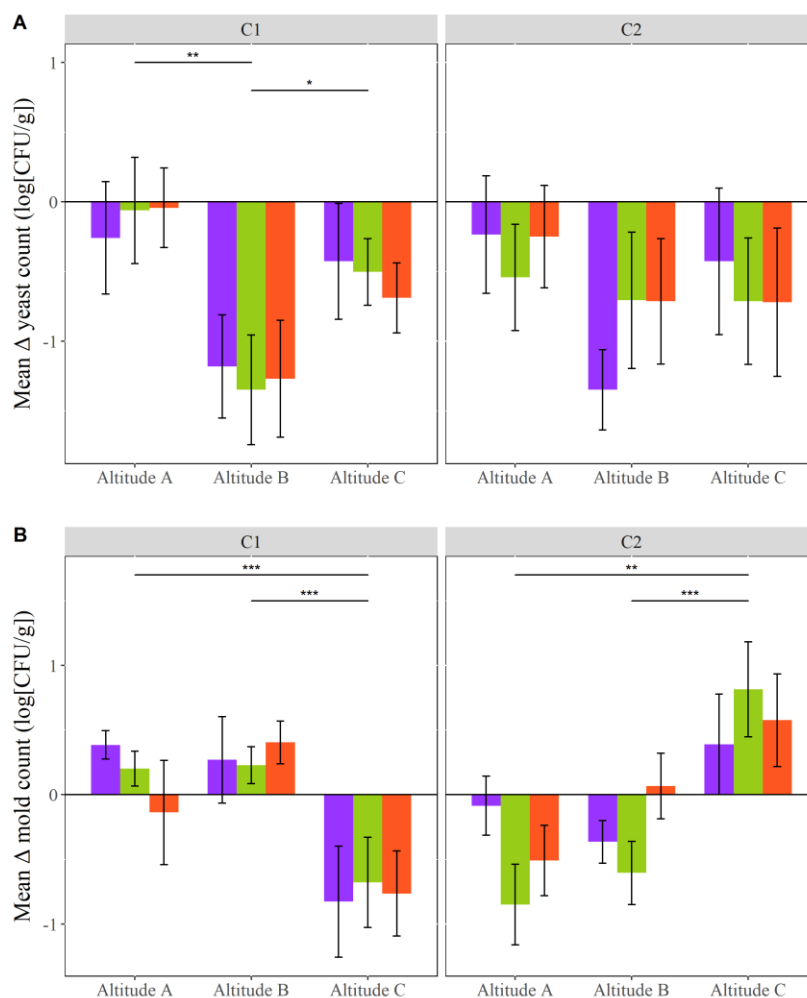 A
C1
C2
Mean Δ yeast count (log[CFU/g])
1
0
-1
**
*
Altitude A
Altitude B
Altitude C
Altitude A
Altitude B
Altitude C
B
C1
C2
Mean Δ mold count (log[CFU/g])
1
0
-1
***
***
**
***
Altitude A
Altitude B
Altitude C
Altitude A
Altitude B
Altitude C